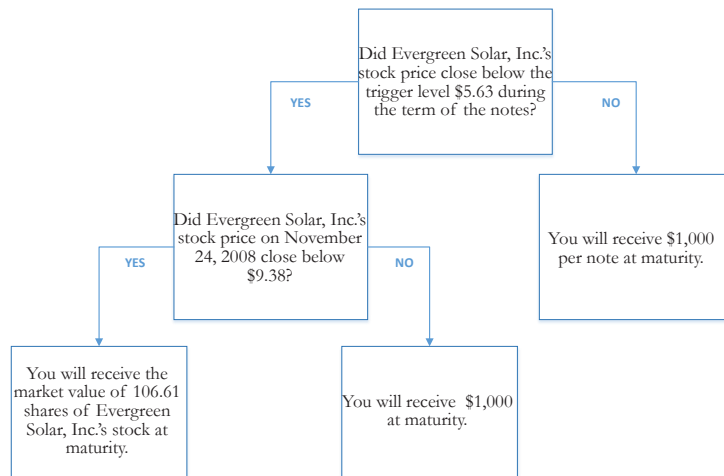 Did Evergreen Solar, Inc.'s
stock price close below the
trigger level $5.63 during
the term of the notes?
YES
NO
Did Evergreen Solar, Inc.'s
stock price on November
24, 2008 close below
$9.38?
You will receive $1,000
per note at maturity.
YES
NO
You will receive the
market value of 106.61
shares of Evergreen
Solar, Inc.'s stock at
maturity.
You will receive $1,000
at maturity.